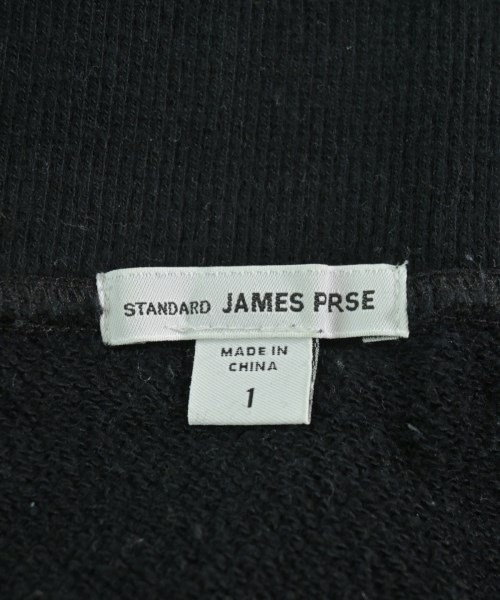 STANDARD JAMES PRSE
MADE IN
CHINA
1